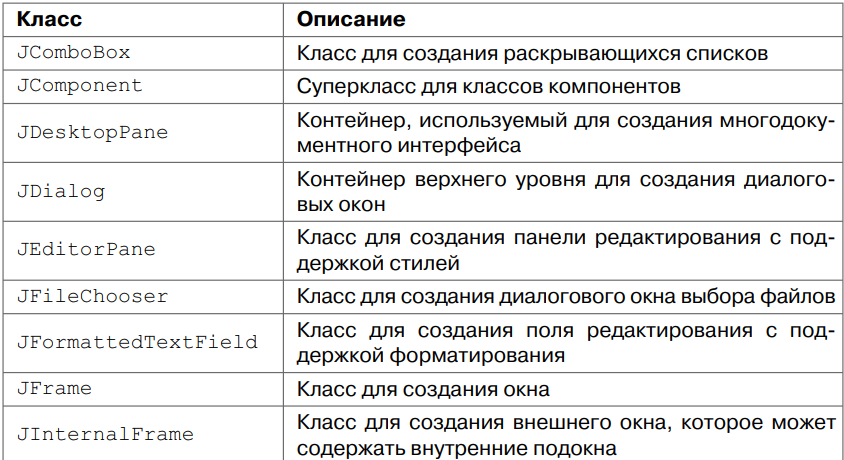 Класс Описание
JComboBox Класс для создания раскрывающихся списков
JComponent Суперкласс для классов компонентов
JDesktopPane Контейнер, используемый для создания многодоку-
ментного интерфейса
JDialog Контейнер верхнего уровня для создания диалого-
вых окон
JEditorPane Класс для создания панели редактирования с под-
держкой стилей
JFileChooser Класс для создания диалогового окна выбора файлов
JFormattedTextField Класс для создания поля редактирования с под-
держкой форматирования
JFrame Класс для создания окна
JInternalFrame Класс для создания внешнего окна, которое может
содержать внутренние подокна